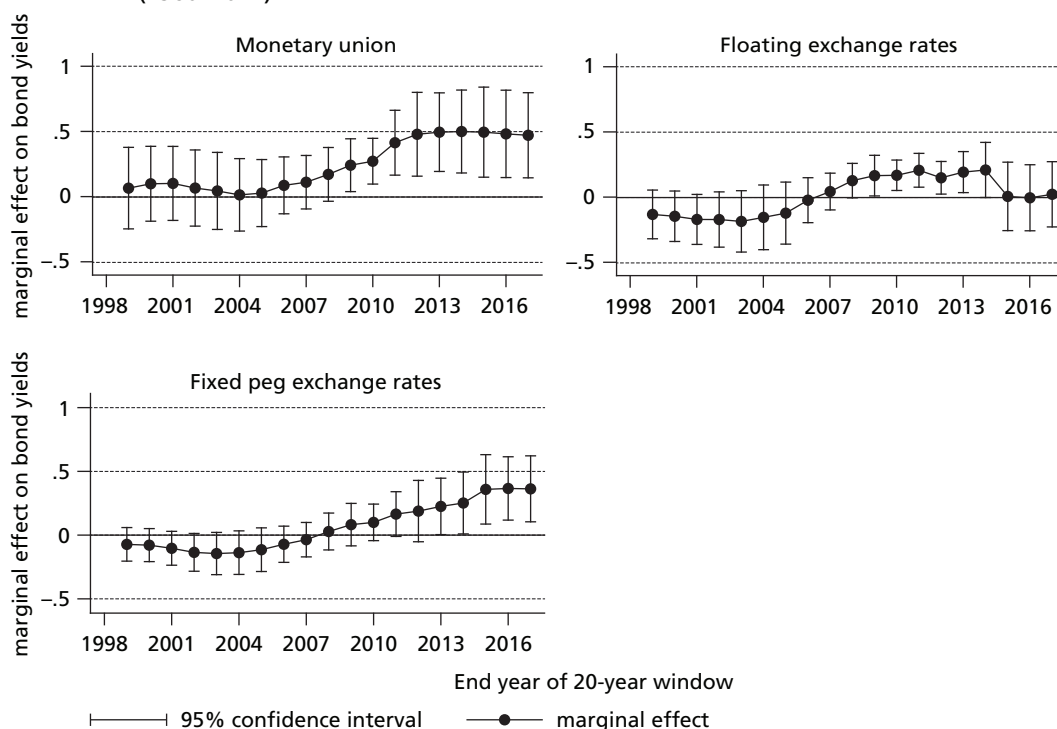 Monetary union
marginal effect on bond yields
1
.5
0
–.5
1998 2001 2004 2007 2010 2013 2016
Floating exchange rates
1
.5
0
–.5
1998 2001 2004 2007 2010 2013 2016
Fixed peg exchange rates
marginal effect on bond yields
1
.5
0
–.5
1998 2001 2004 2007 2010 2013 2016
End year of 20-year window
95% confidence interval marginal effect